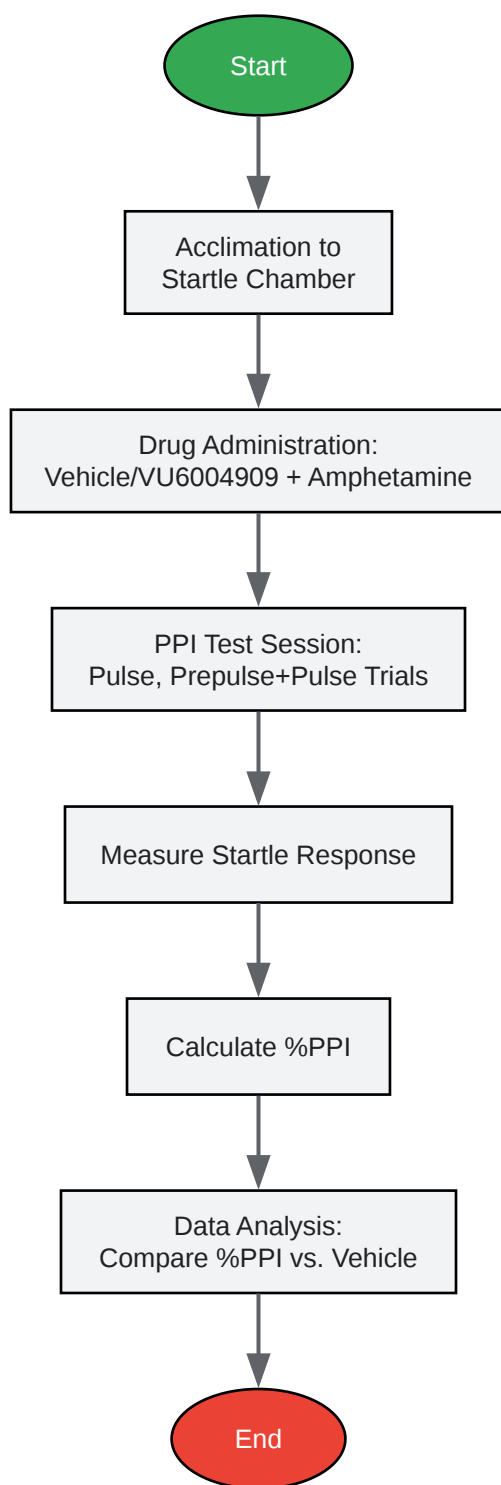 Start
Acclimation to
Startle Chamber
Drug Administration:
Vehicle/VU6004909 + Amphetamine
PPI Test Session:
Pulse, Prepulse+Pulse Trials
Measure Startle Response
Calculate %PPI
Data Analysis:
Compare %PPI vs. Vehicle
End